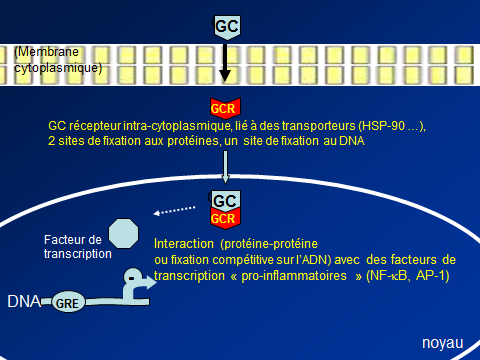 GC
(Membrane
cytoplasmique)
GCR
GC récepteur intra-cytoplasmique, lié à des transporteurs (HSP-90 …),
2 sites de fixation aux protéines, un site de fixation au DNA
GC
GCR
Facteur de
transcription
Interaction (protéine-protéine
ou fixation compétitive sur l'ADN) avec des facteurs de
transcription « pro-inflammatoires » (NF-κB, AP-1)
-
DNA
GRE
noyau